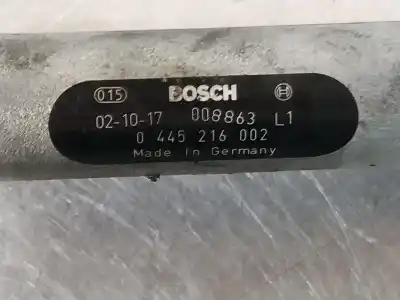 015 BOSCH
02-10-17 008863 L1
0 445 216 002
Made in Germany